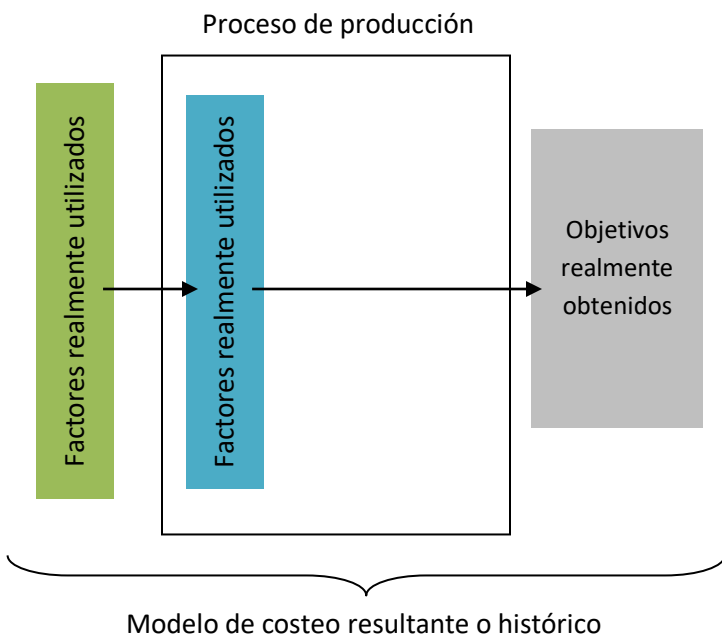 Proceso de producción
Factores realmente utilizados
Factores realmente utilizados
Objetivos
realmente
obtenidos
Modelo de costeo resultante o histórico